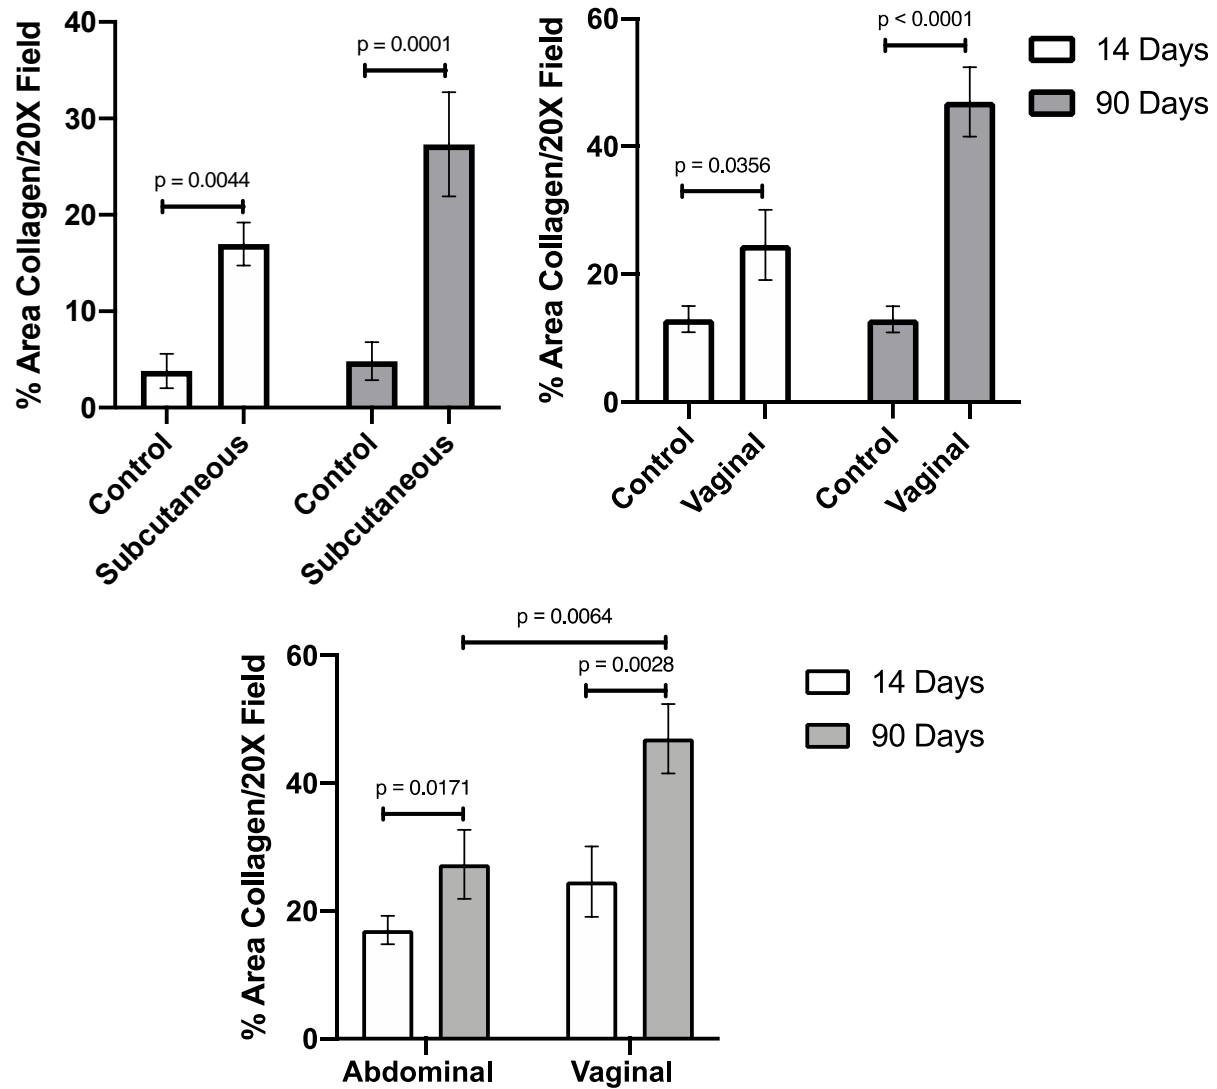 % Area Collagen/20X Field
40
30
20
10
0
p = 0.0044
p = 0.0001
Control
Subcutaneous
Control
Subcutaneous
% Area Collagen/20X Field
60
40
20
0
p = 0.0356
p < 0.0001
Control
Vaginal
Control
Vaginal
14 Days
90 Days
% Area Collagen/20X Field
60
40
20
0
p = 0.0064
p = 0.0028
p = 0.0171
Abdominal
Vaginal
14 Days
90 Days